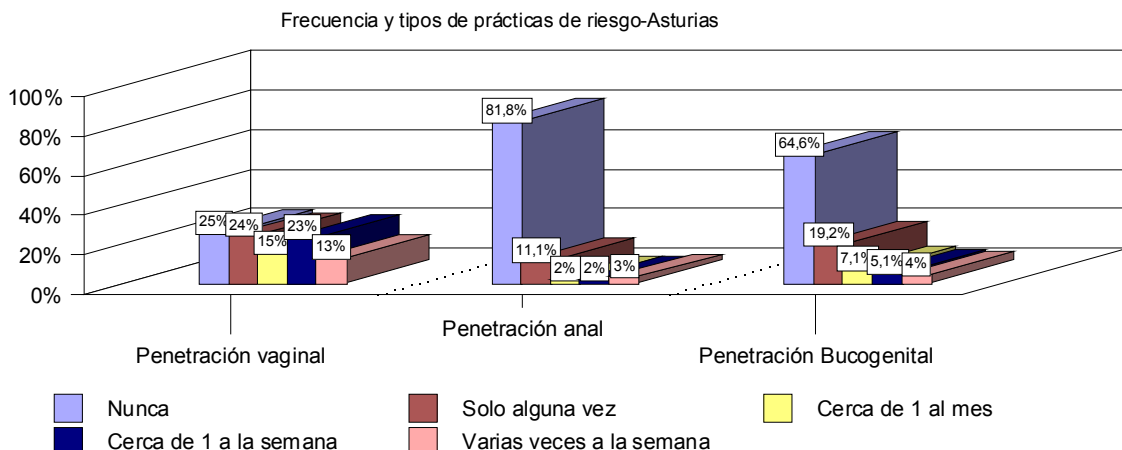 Frecuencia y tipos de prácticas de riesgo-Asturias
100%
80%
60%
40%
20%
0%
25%
24%
15%
23%
13%
81,8%
11,1%
2%
2%
3%
64,6%
19,2%
7,1%
5,1%
4%
Penetración vaginal
Penetración anal
Penetración Bucogenital
Nunca
Solo alguna vez
Cerca de 1 al mes
Cerca de 1 a la semana
Varias veces a la semana